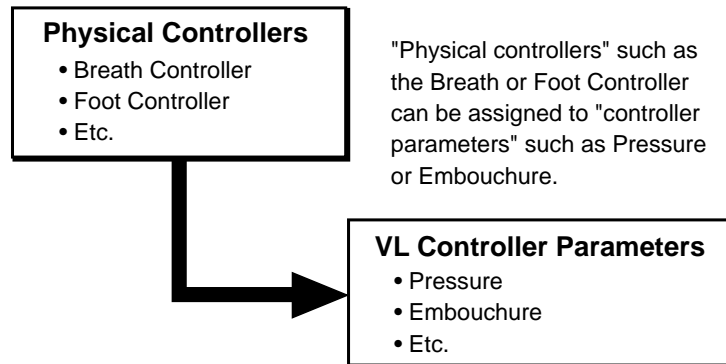 Physical Controllers
• Breath Controller
• Foot Controller
• Etc.
"Physical controllers" such as
the Breath or Foot Controller
can be assigned to "controller
parameters" such as Pressure
or Embouchure.
VL Controller Parameters
• Pressure
• Embouchure
• Etc.